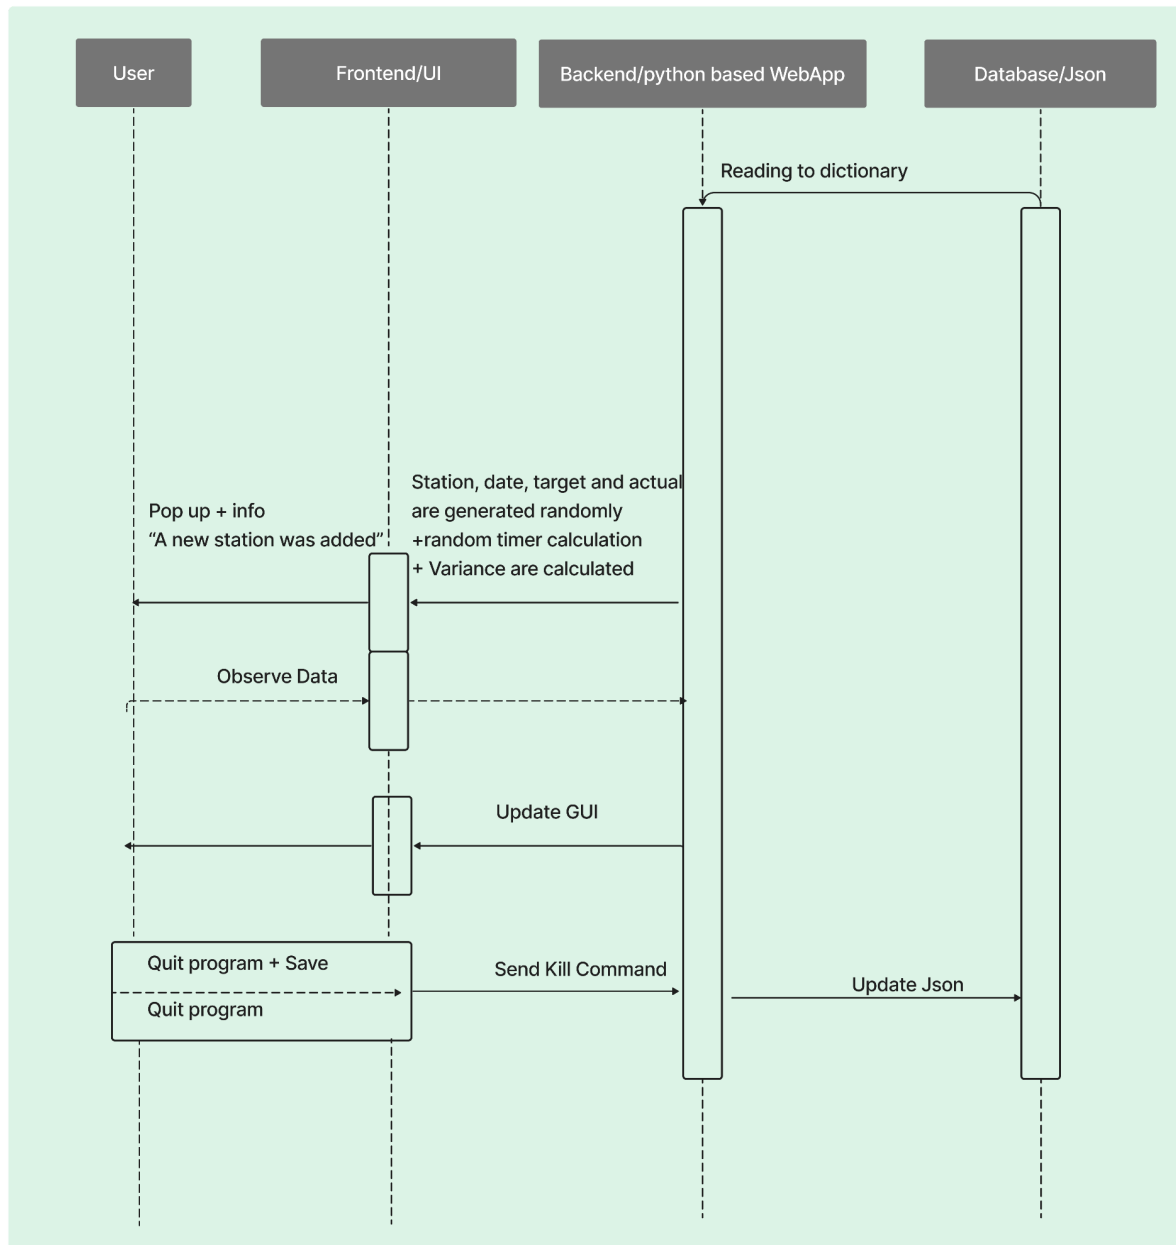 User
Frontend/UI
Backend/python based WebApp
Database/Json
Reading to dictionary
Station, date, target and actual
are generated randomly
+random timer calculation
+ Variance are calculated
Pop up + info
“A new station was added”
Observe Data
Update GUI
Quit program + Save
Quit program
Send Kill Command
Update Json